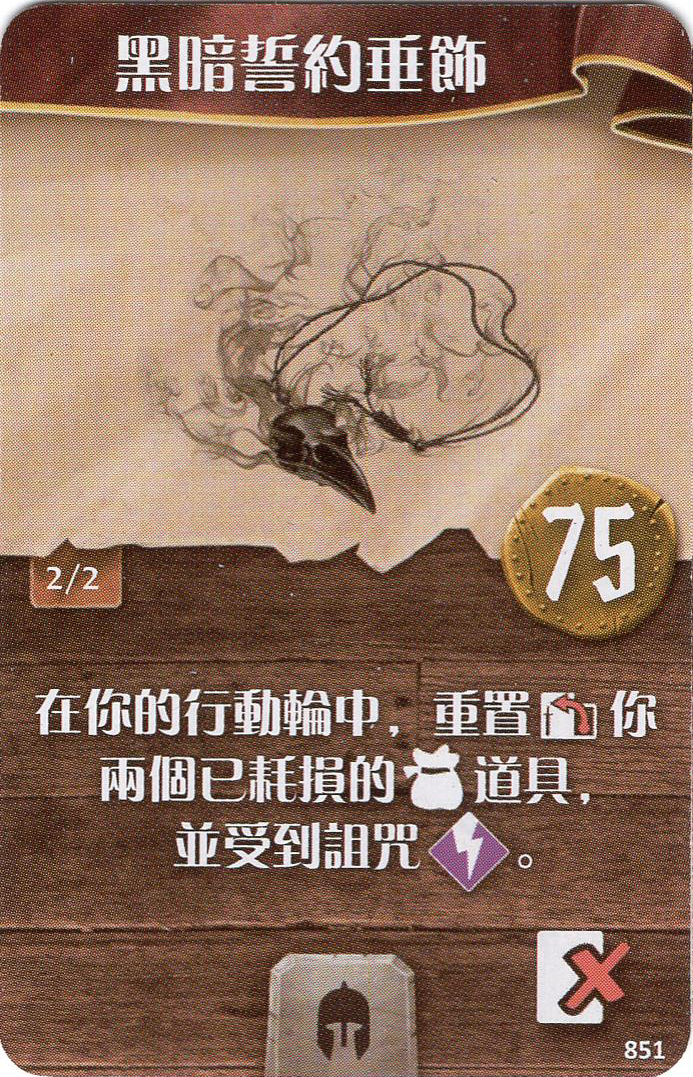 黑暗誓約垂飾
75
2/2
在你的行動輪中，重置你
兩個已耗損的道具，
並受到詛咒。
851